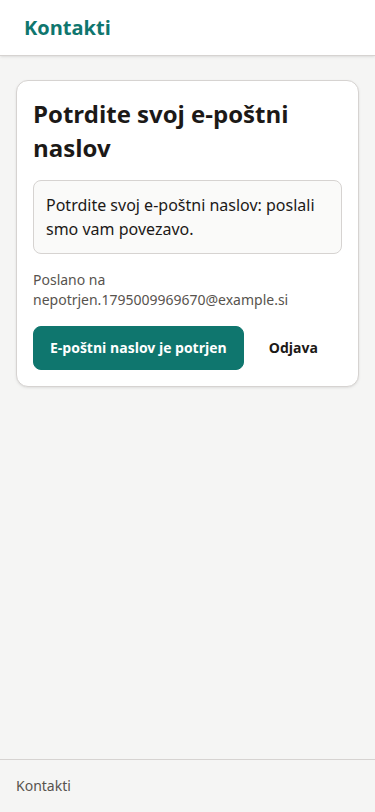 Kontakti
Potrdite svoj e-poštni
naslov
Potrdite svoj e-poštni naslov: poslali
smo vam povezavo.
Poslano na
nepotrjen.1795009969670@example.si
E-poštni naslov je potrjen
Odjava
Kontakti